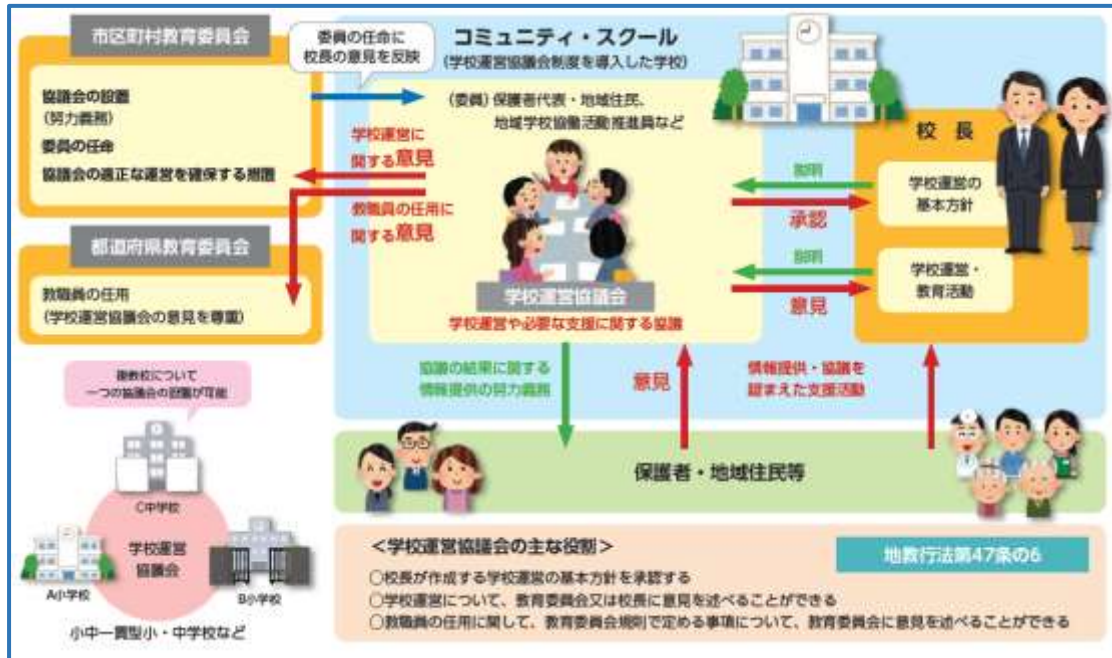 市区町村教育委員会
協議会の設置
(努力義務)
委員の任命
協議会の適正な運営を確保する措置
都道府県教育委員会
教職員の任用
(学校運営協議会の意見を尊重)
委員の任命に
校長の意見を反映
コミュニティ・スクール
(学校運営協議会制度を導入した学校)
(委員) 保護者代表・地域住民、
地域学校協働活動推進員など
学校運営に
関する意見
教職員の任用に
関する意見
学校運営協議会
学校運営や必要な支援に関する協議
校長
説明
承認
学校運営の
基本方針
説明
意見
学校運営・
教育活動
協議の結果に関する
情報提供の努力義務
意見
情報提供・協議を
踏まえた支援活動
保護者・地域住民等
複数校について
一つの協議会の設置が可能
C中学校
学校運営
協議会
A小学校
B小学校
小中一貫型小・中学校など
<学校運営協議会の主な役割>
地教行法第47条の6
○校長が作成する学校運営の基本方針を承認する
○学校運営について、教育委員会又は校長に意見を述べることができる
○教職員の任用に関して、教育委員会規則で定める事項について、教育委員会に意見を述べることができる